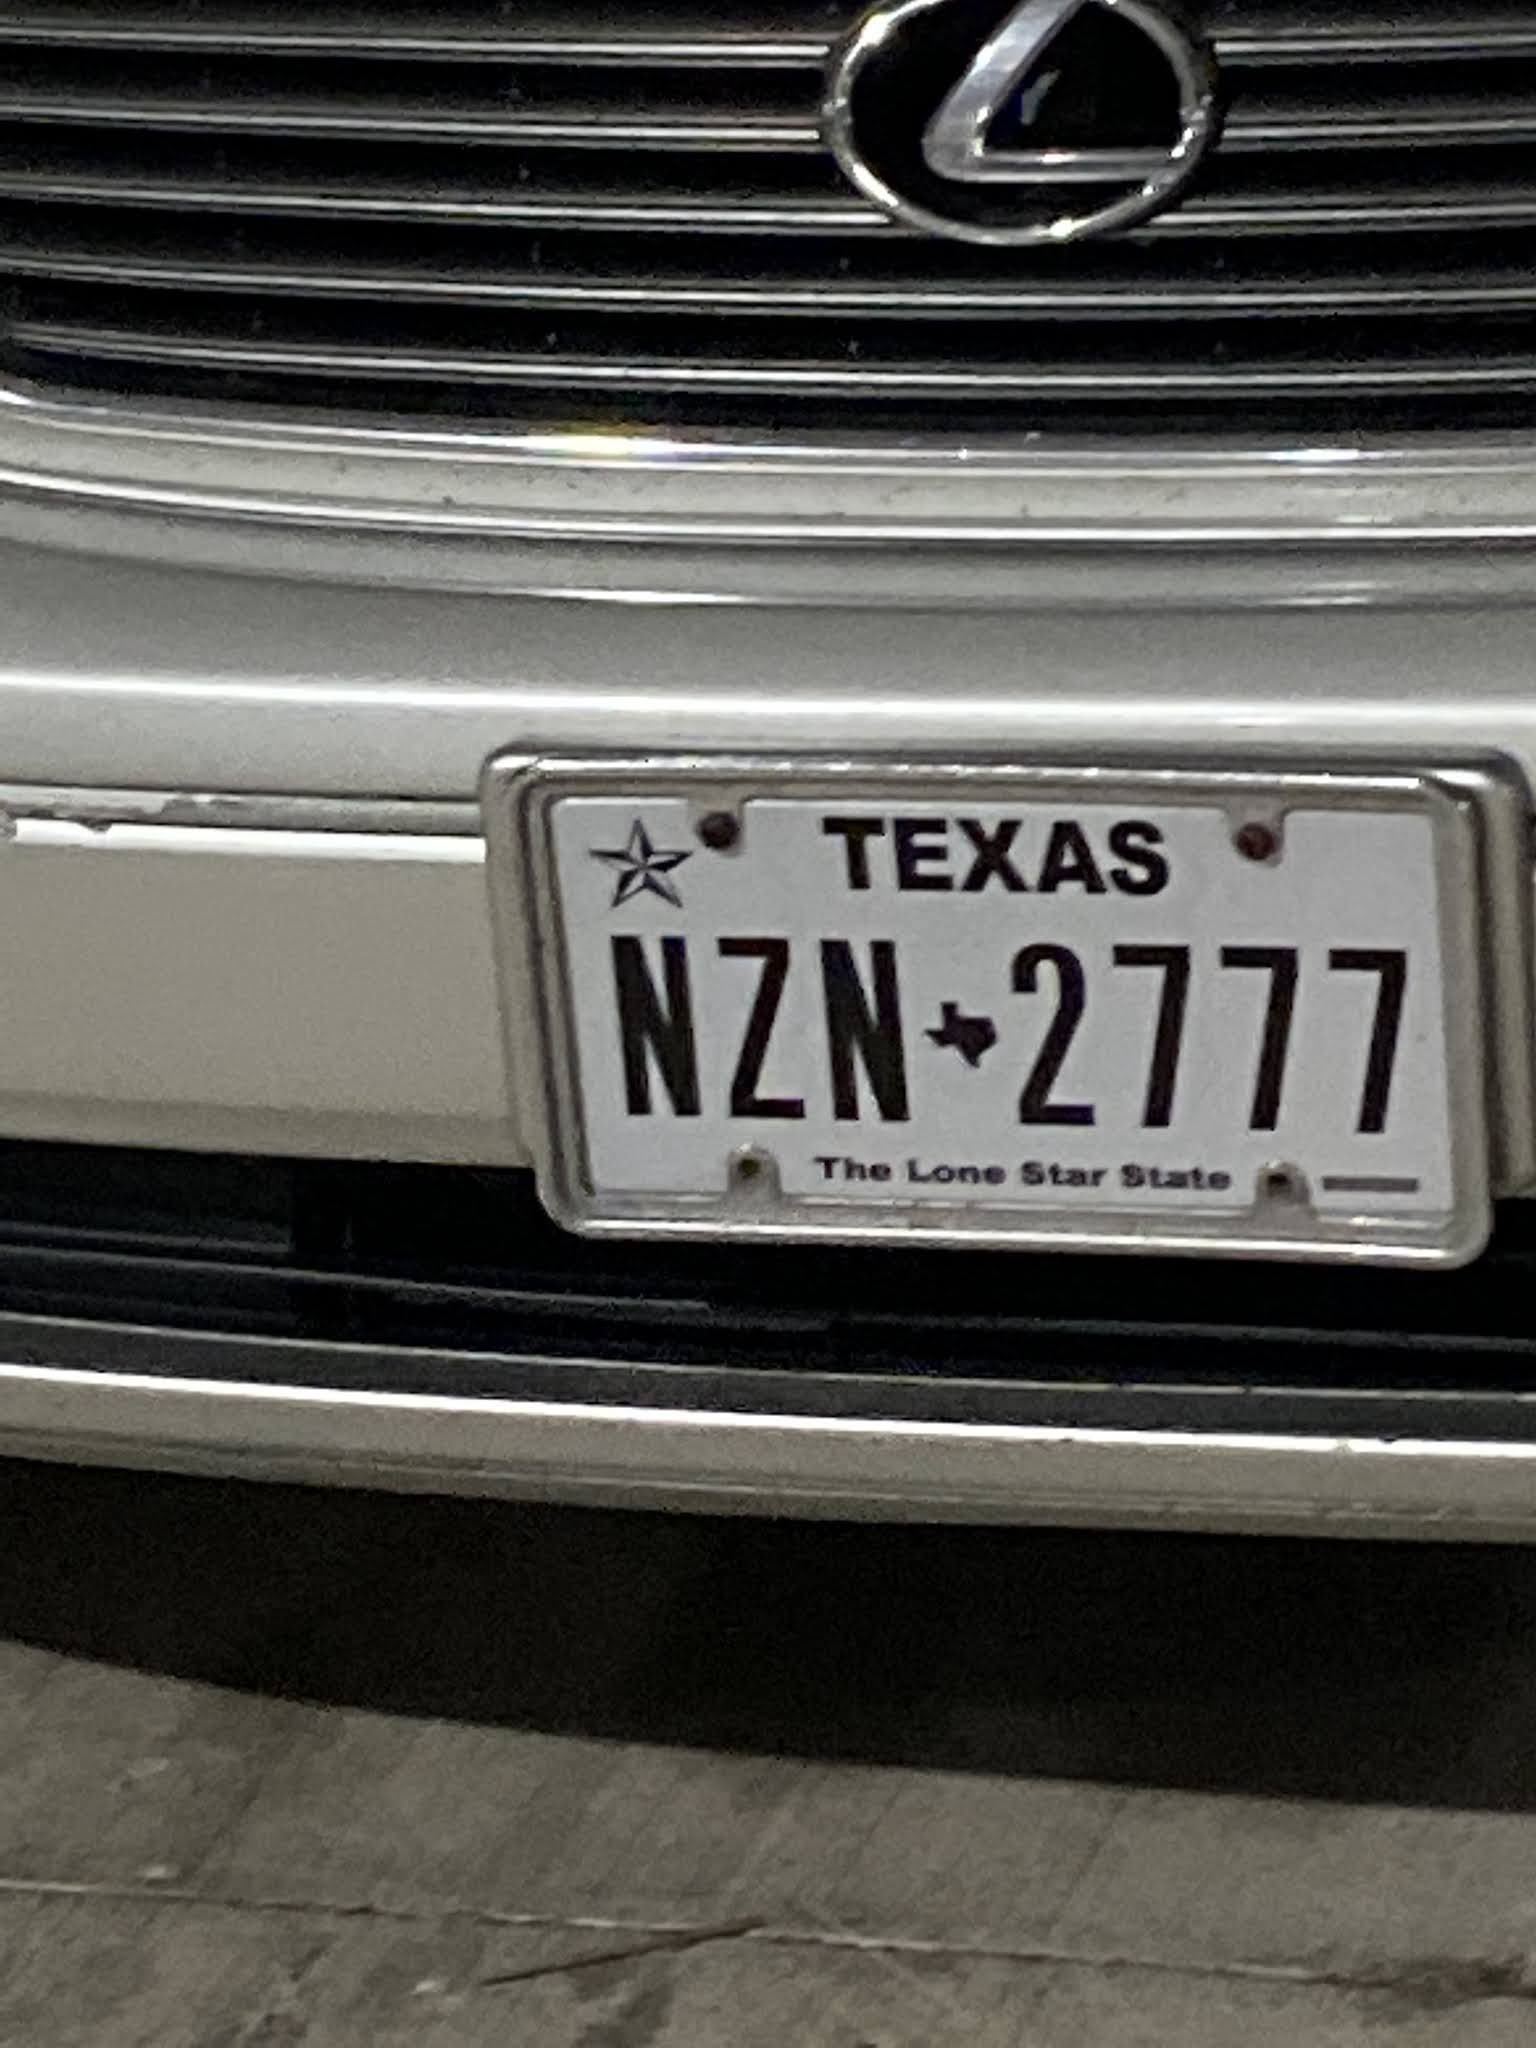 TEXAS
NZN 2777
The Lone Star State